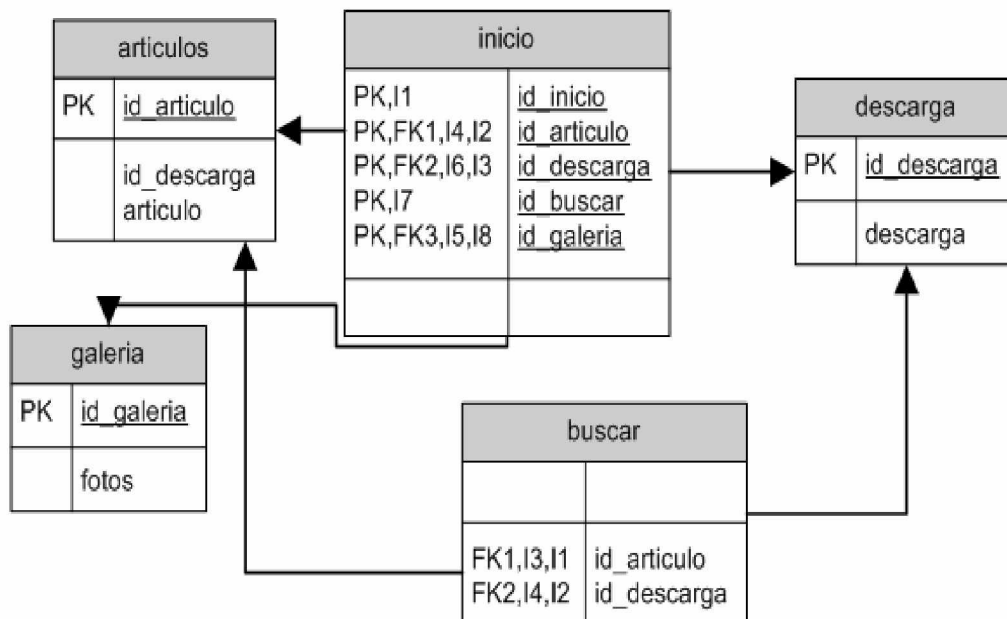 articulos
PK id_articulo
id_descarga
articulo
inicio
PK,I1 id_inicio
PK,FK1,I4,I2 id_articulo
PK,FK2,I6,I3 id_descarga
PK,I7 id_buscar
PK,FK3,I5,I8 id_galeria
descarga
PK id_descarga
descarga
galeria
PK id_galeria
fotos
buscar
FK1,I3,I1 id_articulo
FK2,I4,I2 id_descarga